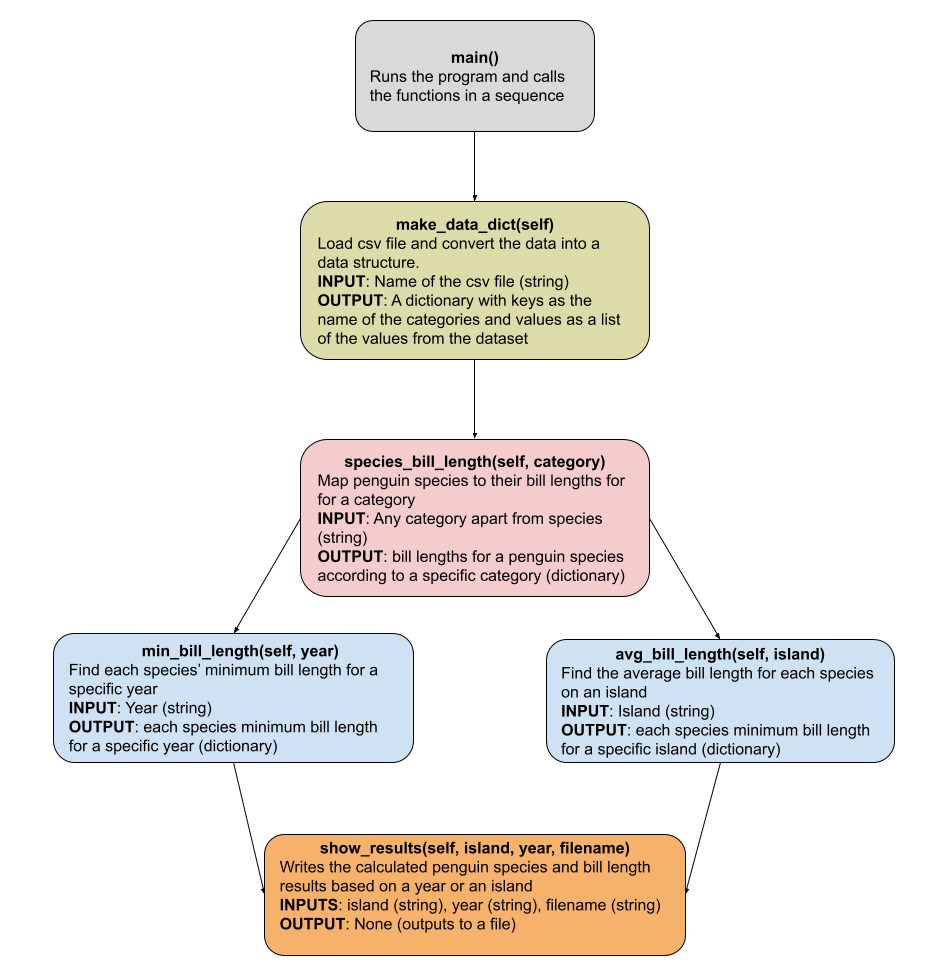 main()
Runs the program and calls
the functions in a sequence
make_data_dict(self)
Load csv file and convert the data into a
data structure.
INPUT: Name of the csv file (string)
OUTPUT: A dictionary with keys as the
name of the categories and values as a list
of the values from the dataset
species_bill_length(self, category)
Map penguin species to their bill lengths for
for a category
INPUT: Any category apart from species
(string)
OUTPUT: bill lengths for a penguin species
according to a specific category (dictionary)
min_bill_length(self, year)
Find each species’ minimum bill length for a
specific year
INPUT: Year (string)
OUTPUT: each species minimum bill length
for a specific year (dictionary)
avg_bill_length(self, island)
Find the average bill length for each species
on an island
INPUT: Island (string)
OUTPUT: each species minimum bill length
for a specific island (dictionary)
show_results(self, island, year, filename)
Writes the calculated penguin species and bill length
results based on a year or an island
INPUTS: island (string), year (string), filename (string)
OUTPUT: None (outputs to a file)